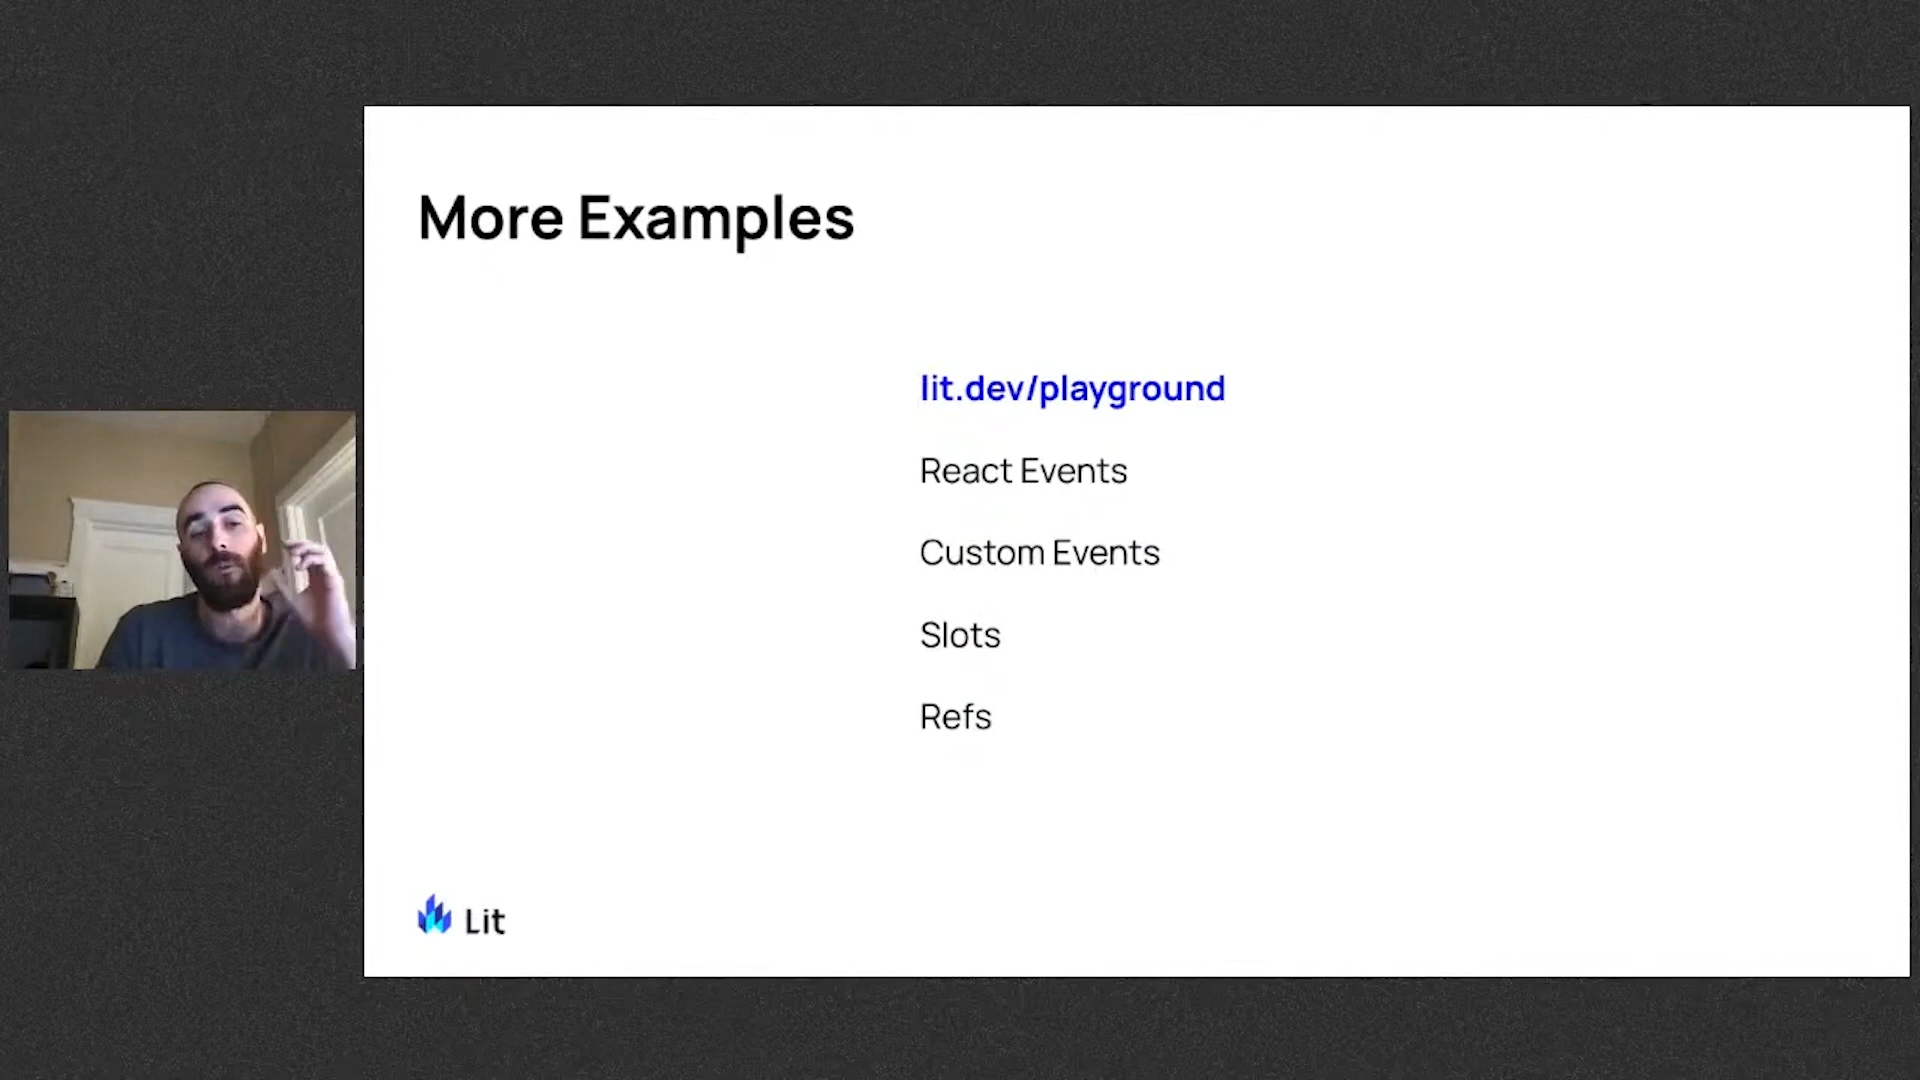 More Examples
lit.dev/playground
React Events
Custom Events
Slots
Refs
Lit